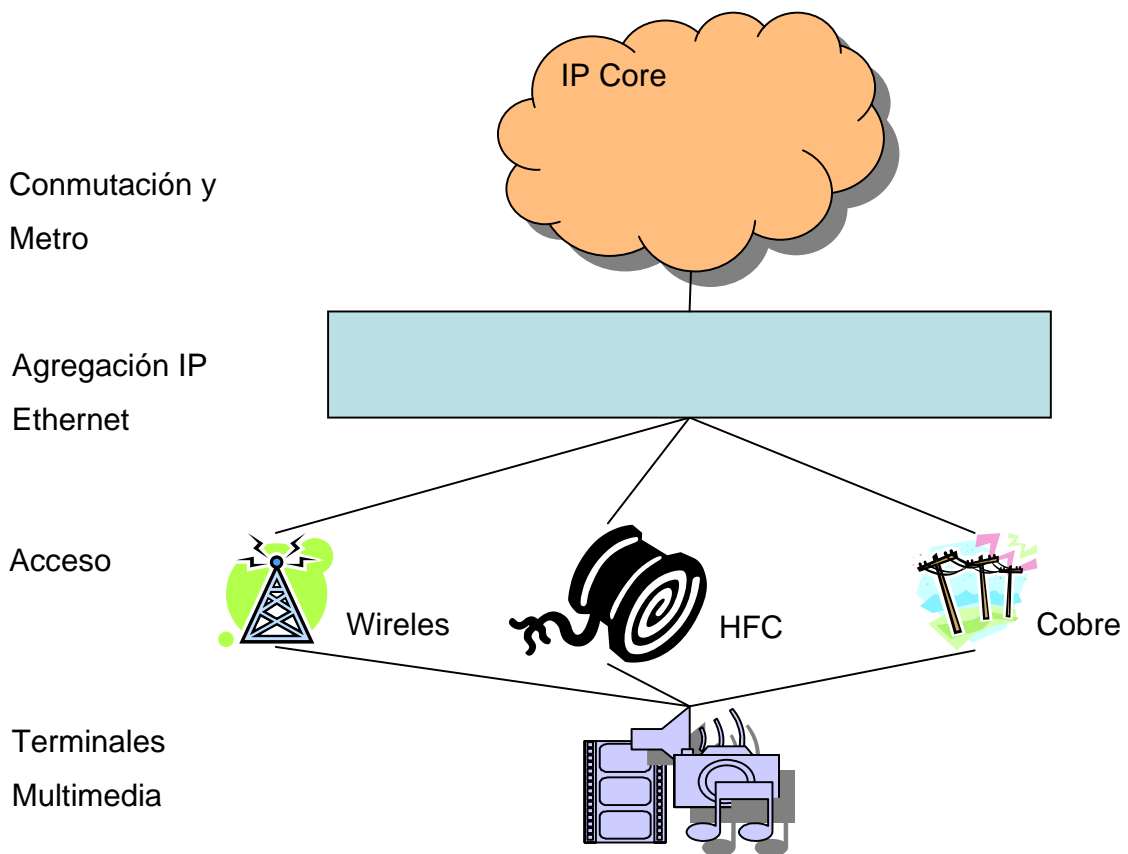 IP Core
Conmutación y
Metro
Agregación IP
Ethernet
Acceso
Wireles
HFC
Cobre
Terminales
Multimedia